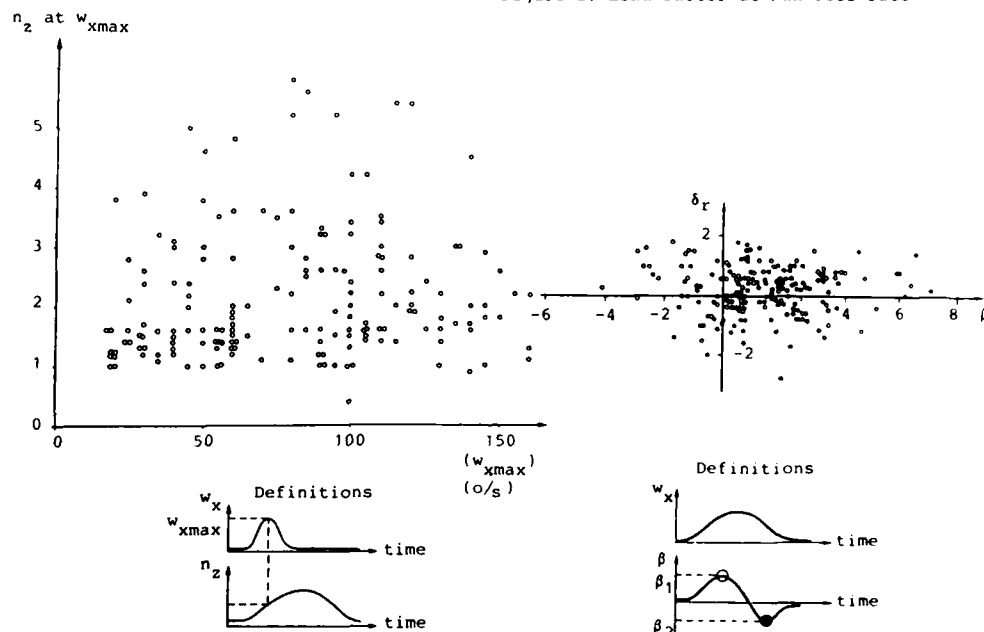 n_z at w_xmax
5
4
3
2
1
0
0 50 100 150
(w_xmax)
(o/s)
δ_r
2
-2
-6 -4 -2 4 6 8
Definitions
w_x
w_xmax
time
n_z
time
Definitions
w_x
time
β
β_1
time